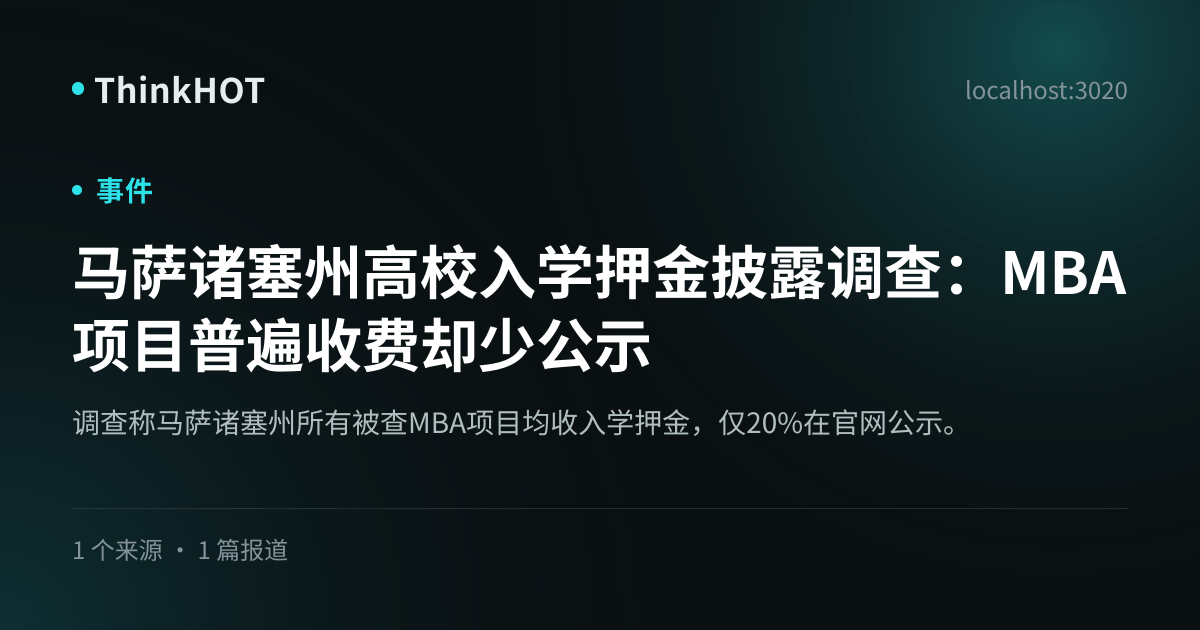 ThinkHOT
localhost:3020
事件
马萨诸塞州高校入学押金披露调查：MBA
项目普遍收费却少公示
调查称马萨诸塞州所有被查MBA项目均收入学押金，仅20%在官网公示。
1 个来源 · 1 篇报道